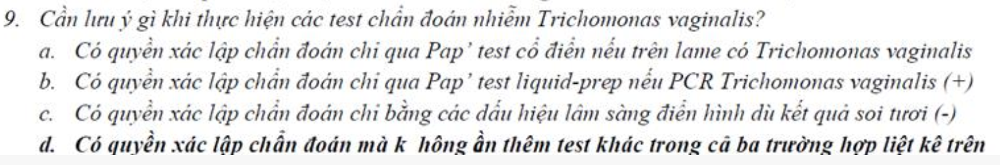 9. Cần lưu ý gì khi thực hiện các test chẩn đoán nhiễm Trichomonas vaginalis?
a. Có quyền xác lập chẩn đoán chỉ qua Pap’ test cổ điển nếu trên lame có Trichomonas vaginalis
b. Có quyền xác lập chẩn đoán chỉ qua Pap’ test liquid-prep nếu PCR Trichomonas vaginalis (+)
c. Có quyền xác lập chẩn đoán chỉ bằng các dấu hiệu lâm sàng điển hình dù kết quả soi tươi (-)
d. Có quyền xác lập chẩn đoán mà k hông ần thêm test khác trong cả ba trường hợp liệt kê trên